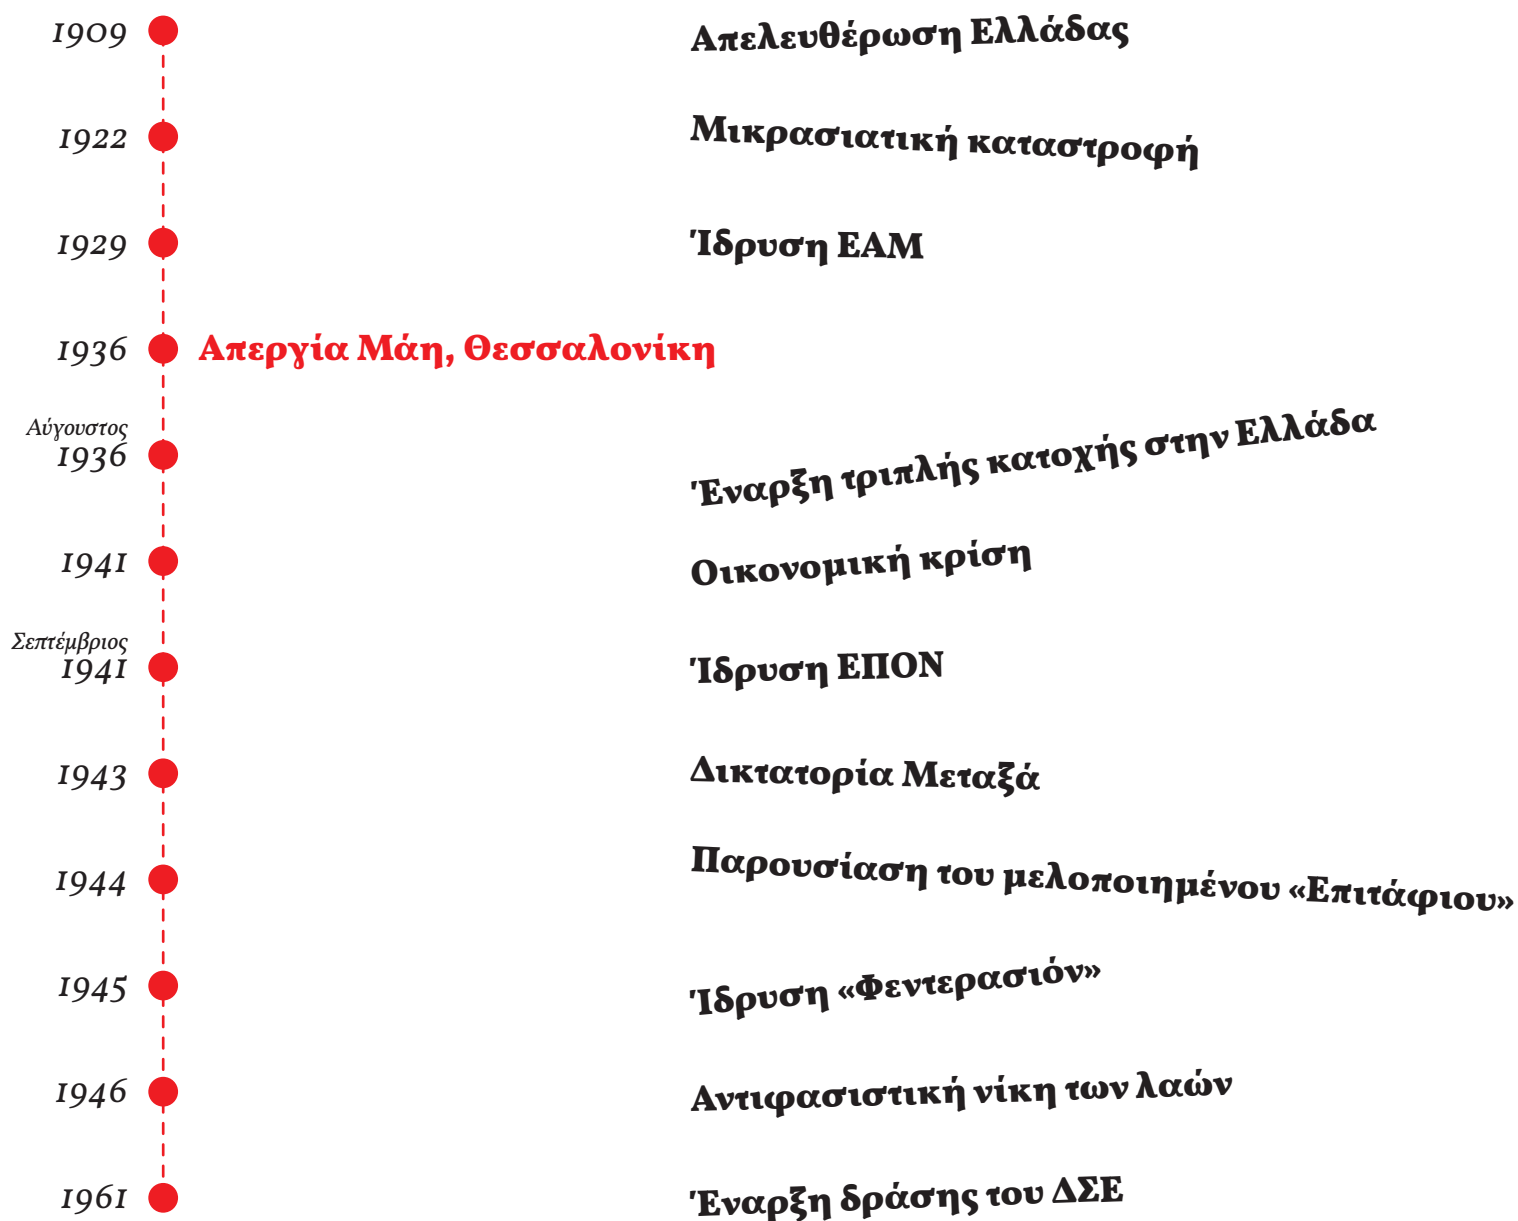 1909
Απελευθέρωση Ελλάδας
1922
Μικρασιατική καταστροφή
1929
Ίδρυση ΕΑΜ
1936
Απεργία Μάη, Θεσσαλονίκη
Αύγουστος
1936
Έναρξη τριπλής κατοχής στην Ελλάδα
1941
Οικονομική κρίση
Σεπτέμβριος
1941
Ίδρυση ΕΠΟΝ
1943
Δικτατορία Μεταξά
1944
Παρουσίαση του μελοποιημένου «Επιτάφιου»
1945
Ίδρυση «Φεντερασιόν»
1946
Αντιφασιστική νίκη των λαών
1961
Έναρξη δράσης του ΔΣΕ